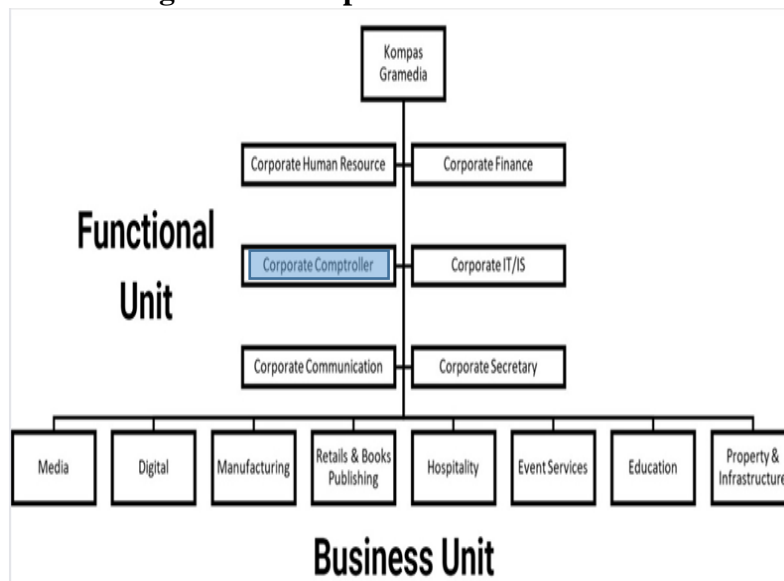 Kompas
Gramedia
Corporate Human Resource
Corporate Finance
Functional
Unit
Corporate Comptroller
Corporate IT/IS
Corporate Communication
Corporate Secretary
Media
Digital
Manufacturing
Retails & Books
Publishing
Hospitality
Event Services
Education
Property &
Infrastructure
Business Unit